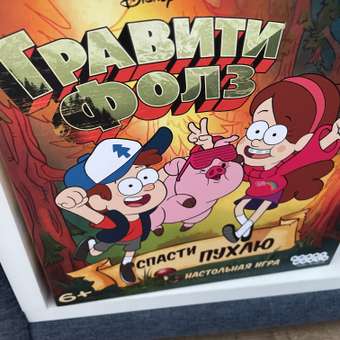 Disney
ГРАВИТИ
ФОЛЗ
СПАСТИ ПУХЛЮ
НАСТОЛЬНАЯ ИГРА
6+